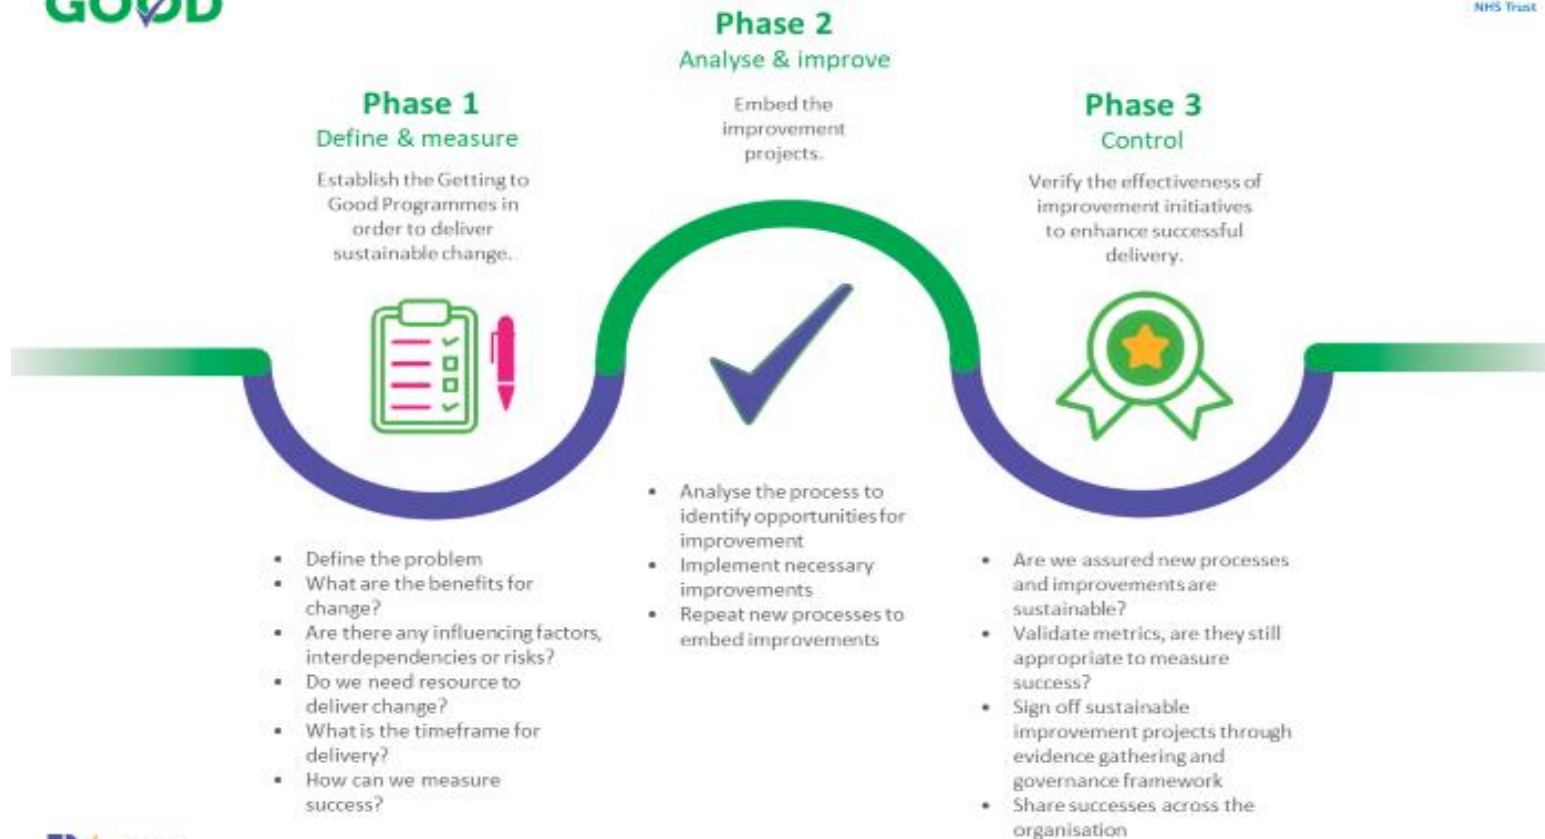 GOOD
NHS Trust
Phase 1
Define & measure
Establish the Getting to
Good Programmes in
order to deliver
sustainable change.
Phase 2
Analyse & improve
Embed the
improvement
projects.
Phase 3
Control
Verify the effectiveness of
improvement initiatives
to enhance successful
delivery.
• Define the problem
• What are the benefits for
change?
• Are there any influencing factors,
interdependencies or risks?
• Do we need resource to
deliver change?
• What is the timeframe for
delivery?
• How can we measure
success?
• Analyse the process to
identify opportunities for
improvement
• Implement necessary
improvements
• Repeat new processes to
embed improvements
• Are we assured new processes
and improvements are
sustainable?
• Validate metrics, are they still
appropriate to measure
success?
• Sign off sustainable
improvement projects through
evidence gathering and
governance framework
• Share successes across the
organisation